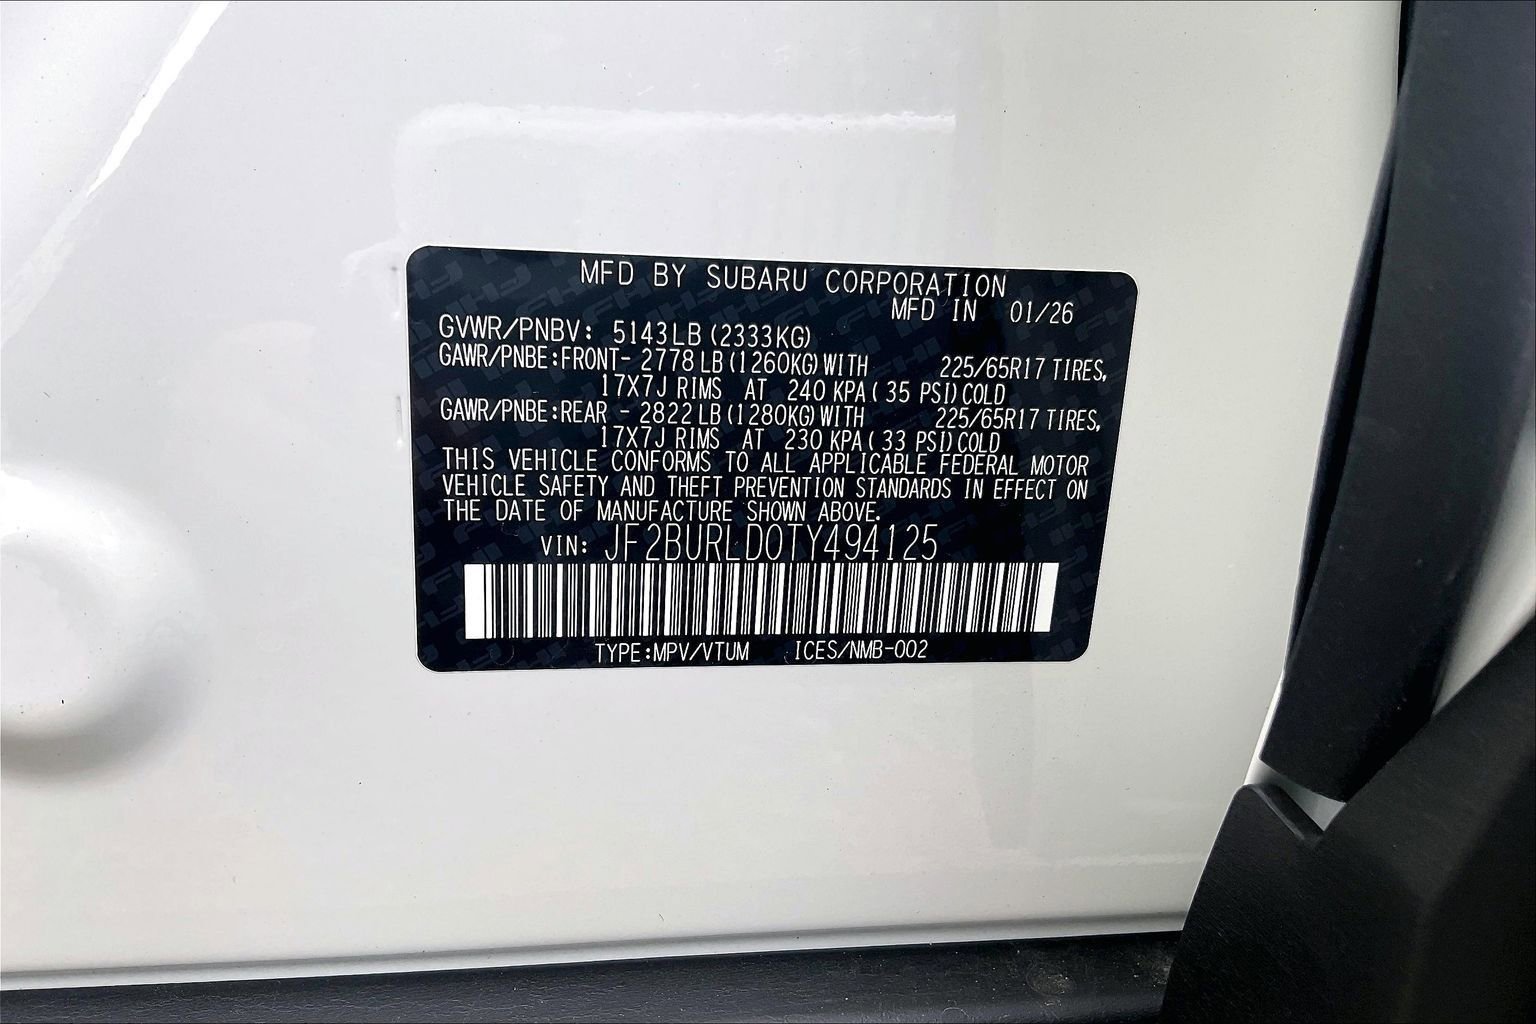 MFD BY SUBARU CORPORATION
MFD IN 01/26
GVWR/PNBV: 5143LB (2333KG)
GAWR/PNBE:FRONT- 2778 LB (1260KG) WITH 225/65R17 TIRES,
17X7J RIMS AT 240 KPA ( 35 PSI) COLD
GAWR/PNBE:REAR - 2822 LB (1280KG) WITH 225/65R17 TIRES,
17X7J RIMS AT 230 KPA ( 33 PSI) COLD
THIS VEHICLE CONFORMS TO ALL APPLICABLE FEDERAL MOTOR
VEHICLE SAFETY AND THEFT PREVENTION STANDARDS IN EFFECT ON
THE DATE OF MANUFACTURE SHOWN ABOVE.
VIN: JF2BURLD0TY494125
TYPE:MPV/VTUM ICES/NMB-002